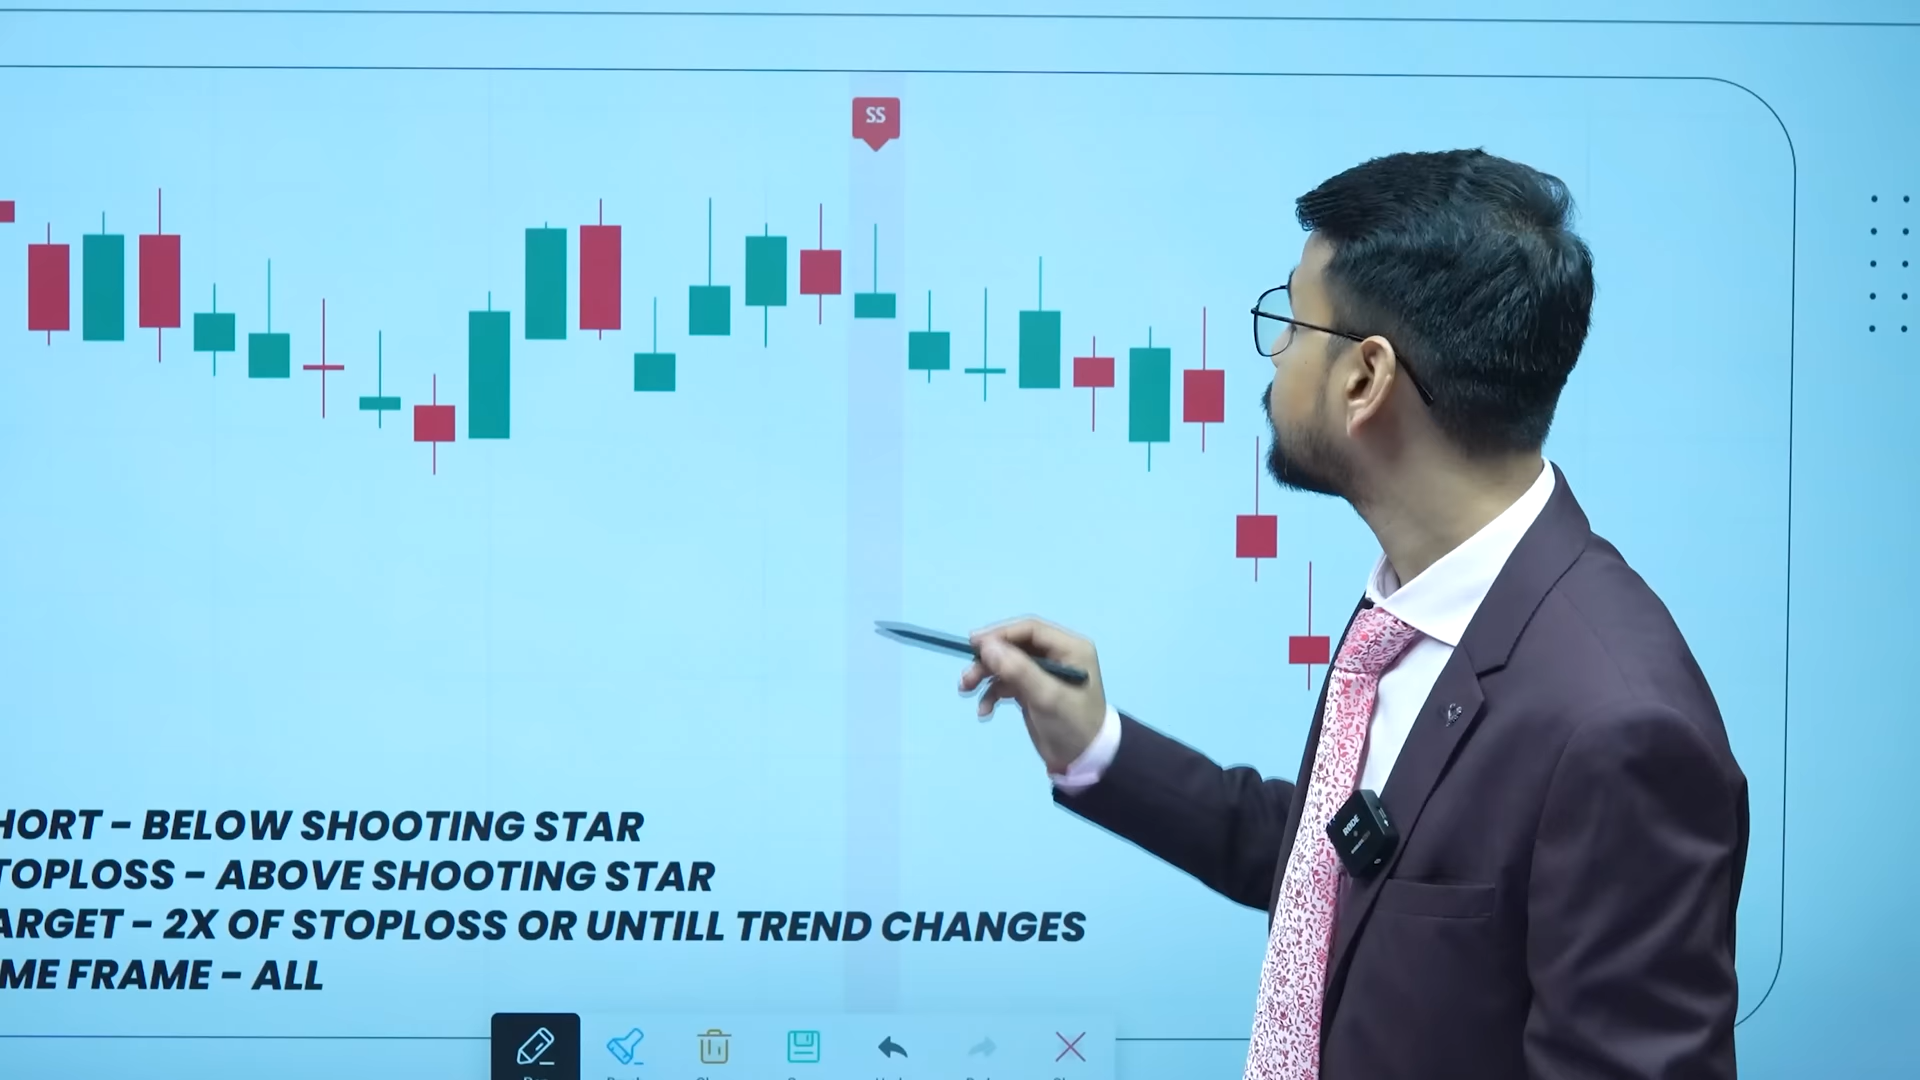 SS
HORT - BELOW SHOOTING STAR
TOPLOSS - ABOVE SHOOTING STAR
ARGET - 2X OF STOPLOSS OR UNTILL TREND CHANGES
ME FRAME - ALL
RØDE